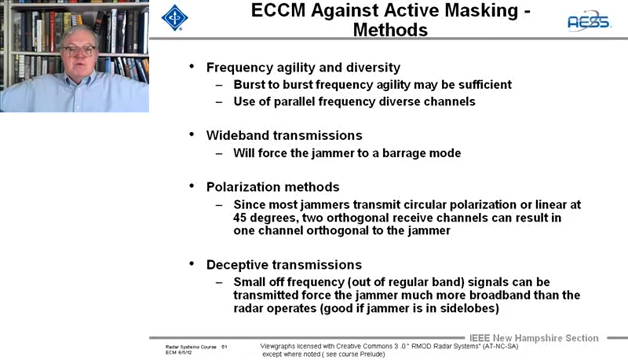 ECCM Against Active Masking -
Methods
AESS
• Frequency agility and diversity
– Burst to burst frequency agility may be sufficient
– Use of parallel frequency diverse channels
• Wideband transmissions
– Will force the jammer to a barrage mode
• Polarization methods
– Since most jammers transmit circular polarization or linear at
45 degrees, two orthogonal receive channels can result in
one channel orthogonal to the jammer
• Deceptive transmissions
– Small off frequency (out of regular band) signals can be
transmitted force the jammer much more broadband than the
radar operates (good if jammer is in sidelobes)
IEEE New Hampshire Section
Radar Systems Course 51
ECM 6/1/12
Viewgraphs licensed with Creative Commons 3 .0 " RMOD Radar Systems" (AT-NC-SA)
except where noted ( see course Prelude)